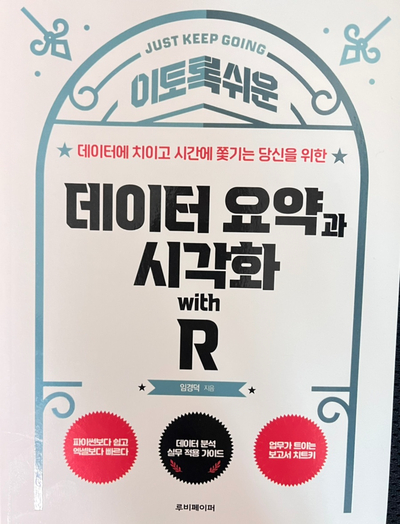 JUST KEEP GOING
이토록쉬운
데이터에 치이고 시간에 쫓기는 당신을 위한
데이터 요약과
시각화
with
R
임경덕 지음
파이썬보다 쉽고
엑셀보다 빠르다
데이터 분석
실무 적용 가이드
업무가 트이는
보고서 치트키
루비페이퍼